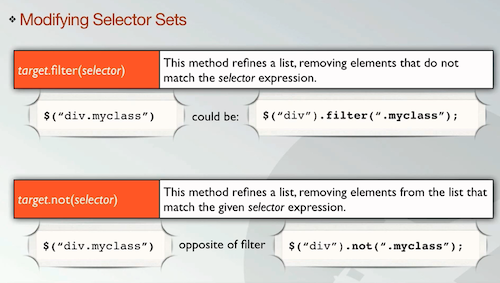 ❖ Modifying Selector Sets
target.filter(selector)
This method refines a list, removing elements that do not
match the selector expression.
$(“div.myclass”)
could be:
$(“div”).filter(“.myclass”);
target.not(selector)
This method refines a list, removing elements from the list that
match the given selector expression.
$(“div.myclass”)
opposite of filter
$(“div”).not(“.myclass”);